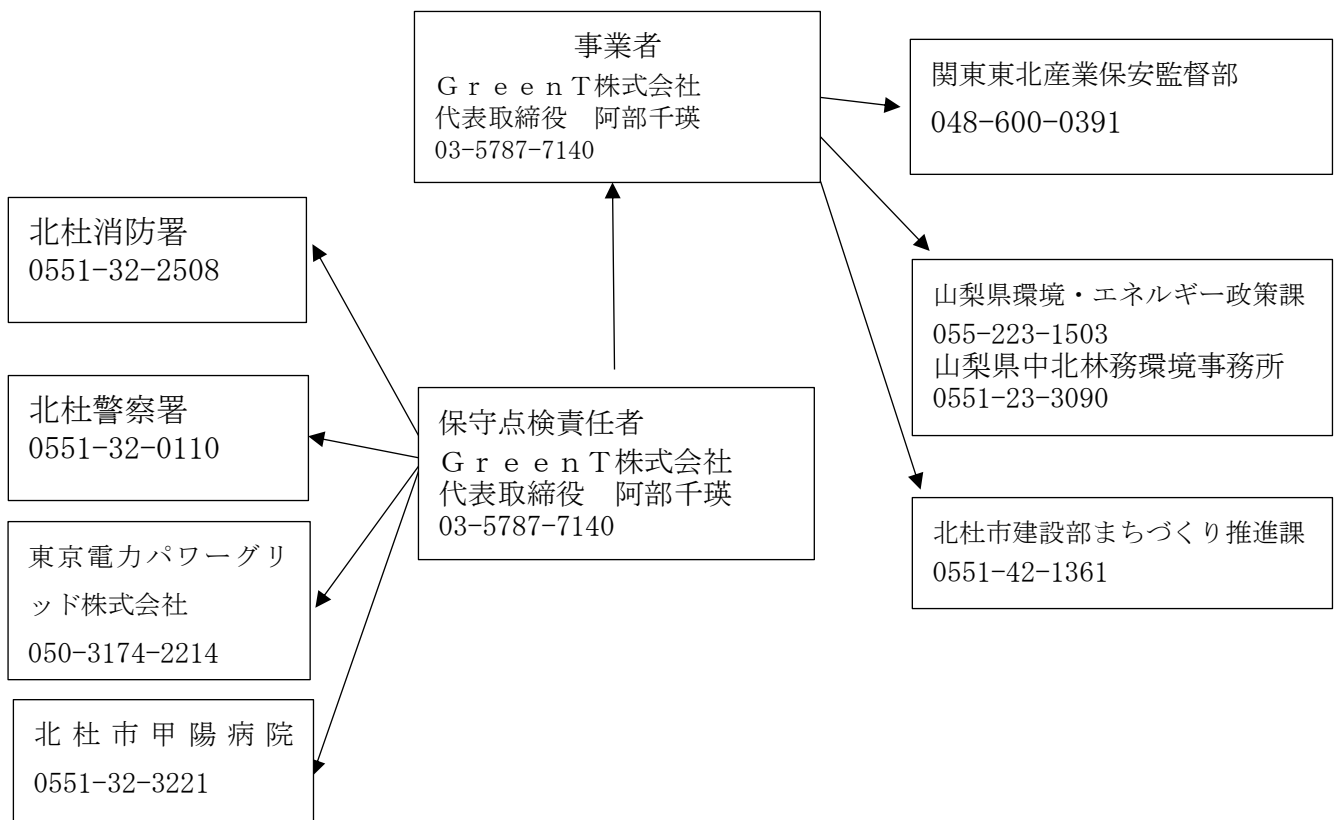 事業者
ＧｒｅｅｎＴ株式会社
代表取締役　阿部千瑛
03-5787-7140
関東東北産業保安監督部
048-600-0391
北杜消防署
0551-32-2508
山梨県環境・エネルギー政策課
055-223-1503
山梨県中北林務環境事務所
0551-23-3090
北杜警察署
0551-32-0110
保守点検責任者
ＧｒｅｅｎＴ株式会社
代表取締役　阿部千瑛
03-5787-7140
北杜市建設部まちづくり推進課
0551-42-1361
東京電力パワーグリ
ッド株式会社
050-3174-2214
北杜市甲陽病院
0551-32-3221